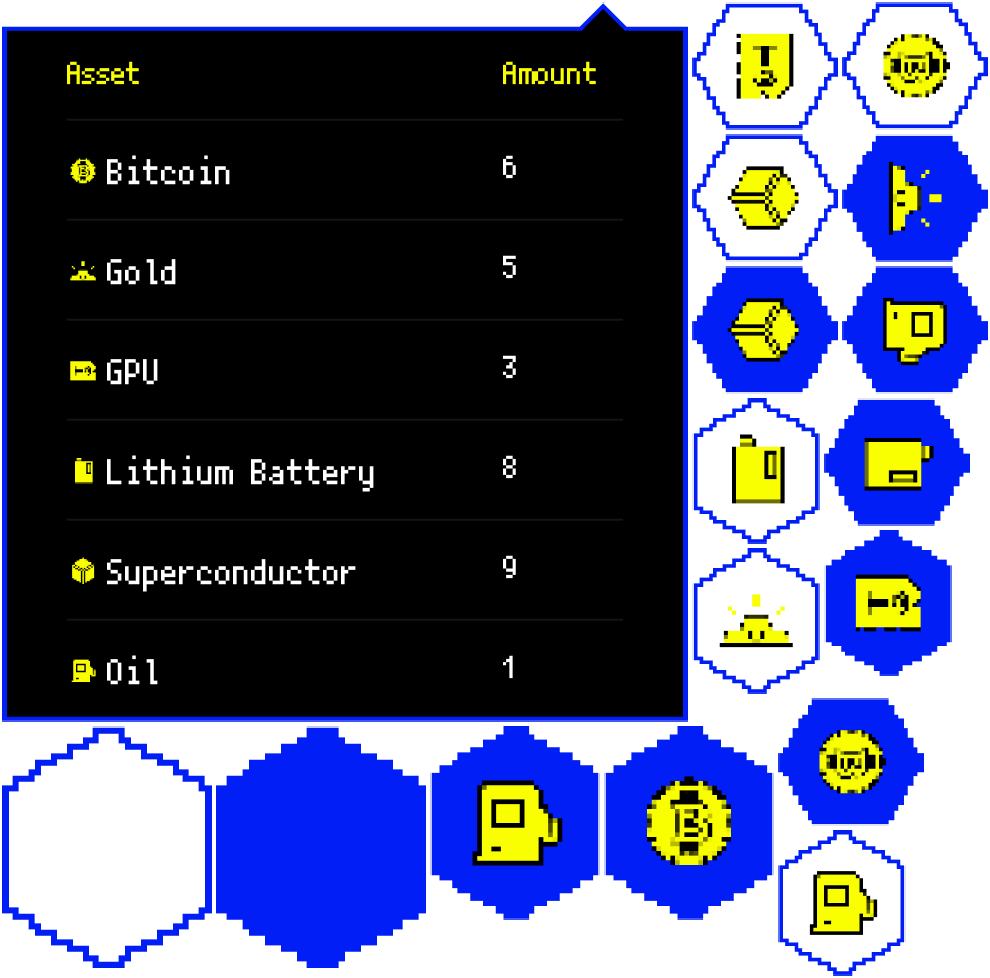 Asset Amount
Bitcoin 6
Gold 5
GPU 3
Lithium Battery 8
Superconductor 9
Oil 1